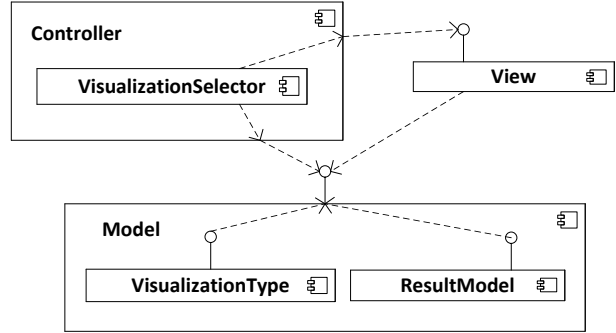 Controller
VisualizationSelector
View
Model
VisualizationType
ResultModel